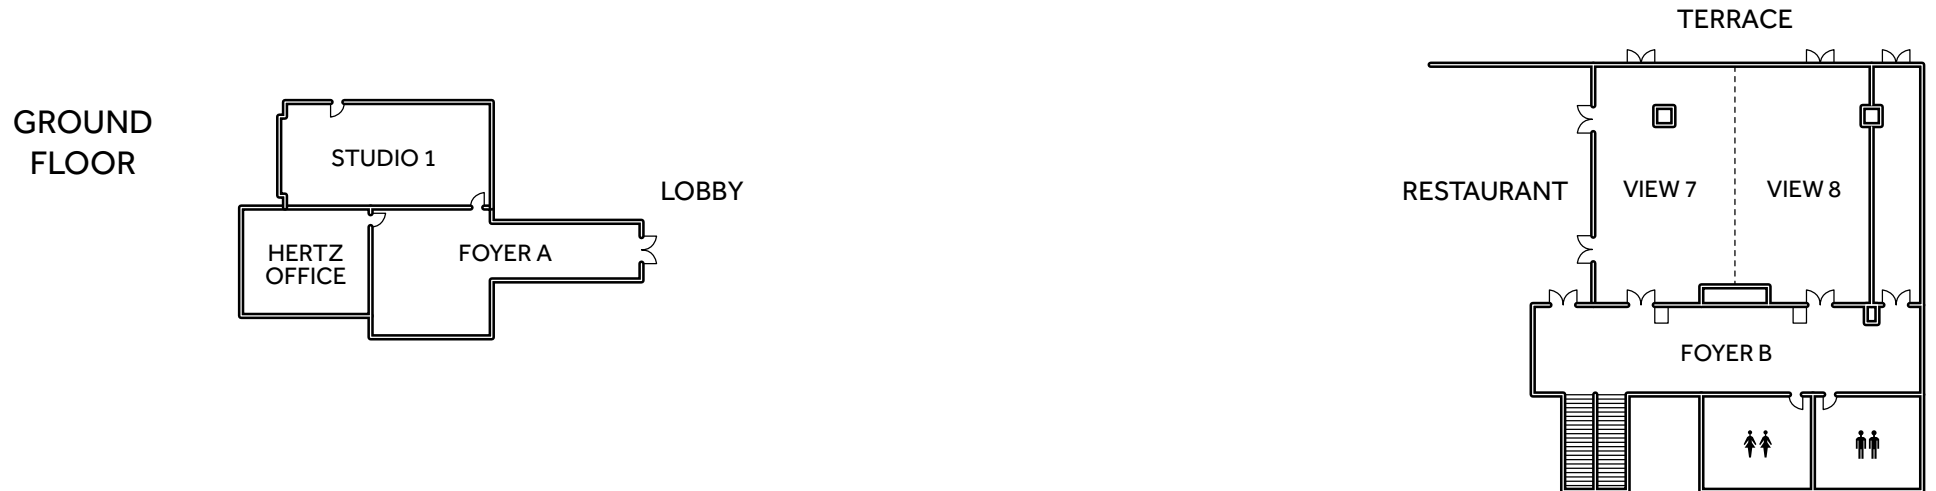 TERRACE
GROUND
FLOOR
STUDIO 1
LOBBY
RESTAURANT
VIEW 7
VIEW 8
HERTZ
OFFICE
FOYER A
FOYER B